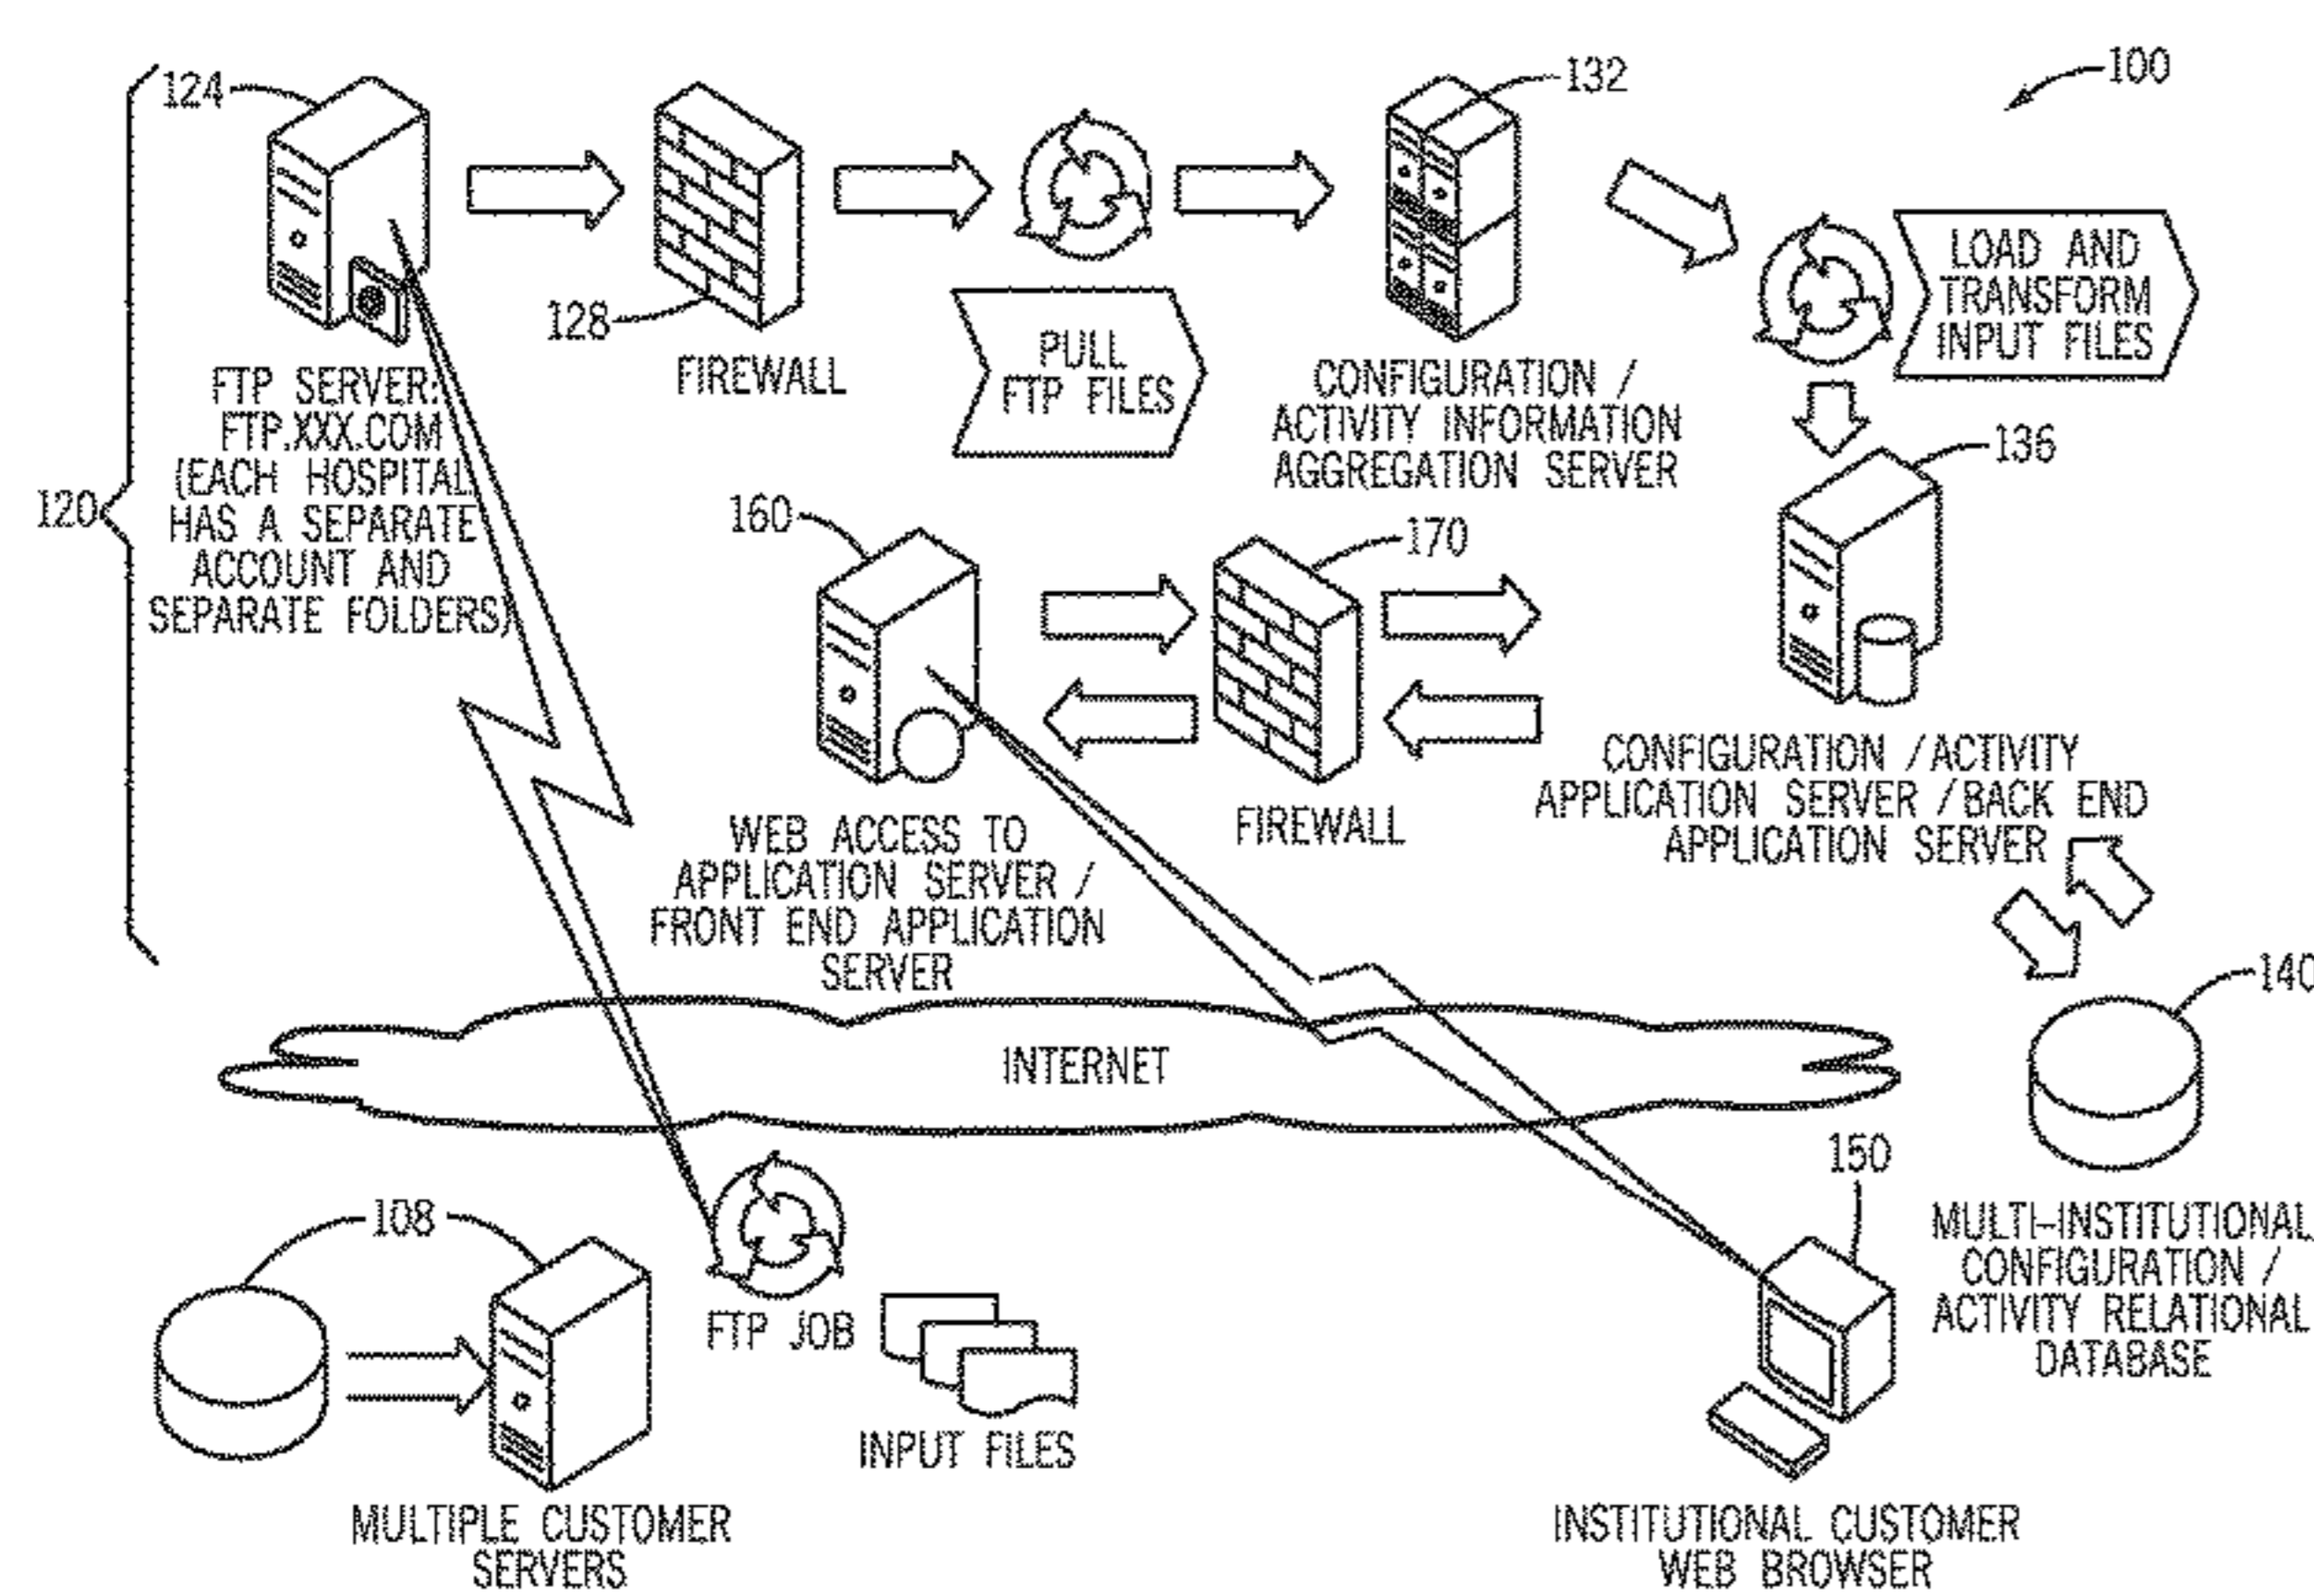 100
124
132
128
FIREWALL
PULL
FTP FILES
LOAD AND
TRANSFORM
INPUT FILES
FTP SERVER:
FTP.XXX.COM
(EACH HOSPITAL
HAS A SEPARATE
ACCOUNT AND
SEPARATE FOLDERS)
120
CONFIGURATION /
ACTIVITY INFORMATION
AGGREGATION SERVER
136
160
170
WEB ACCESS TO
APPLICATION SERVER /
FRONT END APPLICATION
SERVER
FIREWALL
CONFIGURATION / ACTIVITY
APPLICATION SERVER / BACK END
APPLICATION SERVER
140
INTERNET
MULTI-INSTITUTIONAL
CONFIGURATION /
ACTIVITY RELATIONAL
DATABASE
108
FTP JOB
INPUT FILES
MULTIPLE CUSTOMER
SERVERS
150
INSTITUTIONAL CUSTOMER
WEB BROWSER